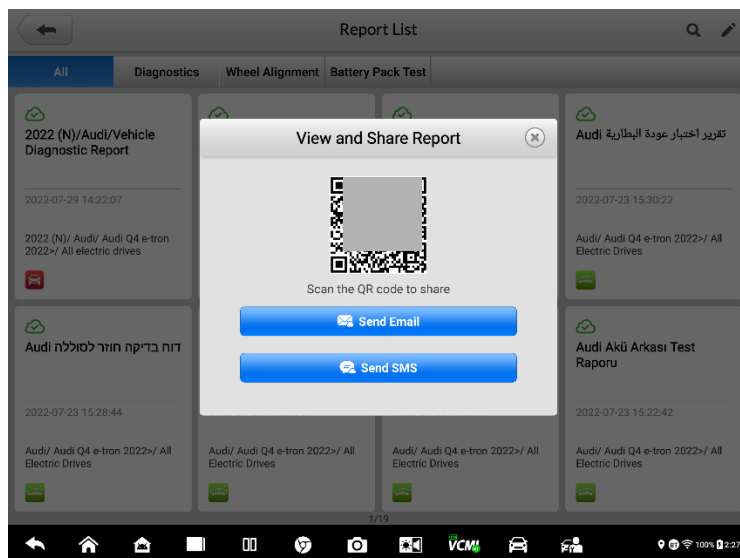 Report List
All
Diagnostics
Wheel Alignment
Battery Pack Test
2022 (N)/Audi/Vehicle
Diagnostic Report
2022-07-29 14:22:07
2022 (N)/ Audi/ Audi Q4 e-tron
2022>/ All electric drives
View and Share Report
Scan the QR code to share
Send Email
Send SMS
تقرير اختبار عودة البطارية Audi
2022-07-23 15:30:22
Audi/ Audi Q4 e-tron 2022>/ All
Electric Drives
דוח בדיקה חוזר לסוללה Audi
2022-07-23 15:28:44
Audi/ Audi Q4 e-tron 2022>/ All
Electric Drives
Audi/ Audi Q4 e-tron 2022>/ All
Electric Drives
Audi/ Audi Q4 e-tron 2022>/ All
Electric Drives
Audi Akü Arkası Test
Raporu
2022-07-23 15:22:42
Audi/ Audi Q4 e-tron 2022>/ All
Electric Drives
1/19
VCMI
100%
2:27